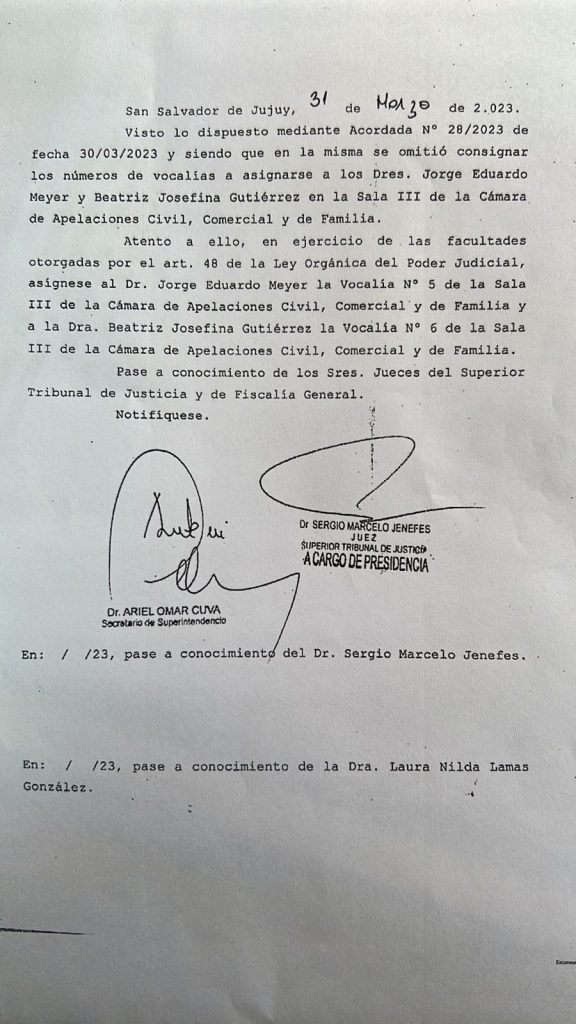 San Salvador de Jujuy, 31 de Marzo de 2.023.
Visto lo dispuesto mediante Acordada Nº 28/2023 de
fecha 30/03/2023 y siendo que en la misma se omitió consignar
los números de vocalías a asignarse a los Dres. Jorge Eduardo
Meyer y Beatriz Josefina Gutiérrez en la Sala III de la Cámara
de Apelaciones Civil, Comercial y de Familia.
Atento a ello, en ejercicio de las facultades
otorgadas por el art. 48 de la Ley Orgánica del Poder Judicial,
asígnese al Dr. Jorge Eduardo Meyer la Vocalía Nº 5 de la Sala
III de la Cámara de Apelaciones Civil, Comercial y de Familia y
a la Dra. Beatriz Josefina Gutiérrez la Vocalía Nº 6 de la Sala
III de la Cámara de Apelaciones Civil, Comercial y de Familia.
Pase a conocimiento de los Sres. Jueces del Superior
Tribunal de Justicia y de Fiscalía General.
Notifíquese.
Dr SERGIO MARCELO JENEFES
JUEZ
SUPERIOR TRIBUNAL DE JUSTICIA
A CARGO DE PRESIDENCIA
Dr. ARIEL OMAR CUVA
Secretario de Superintendencia
En: / /23, pase a conocimiento del Dr. Sergio Marcelo Jenefes.
En: / /23, pase a conocimiento de la Dra. Laura Nilda Lamas
González.